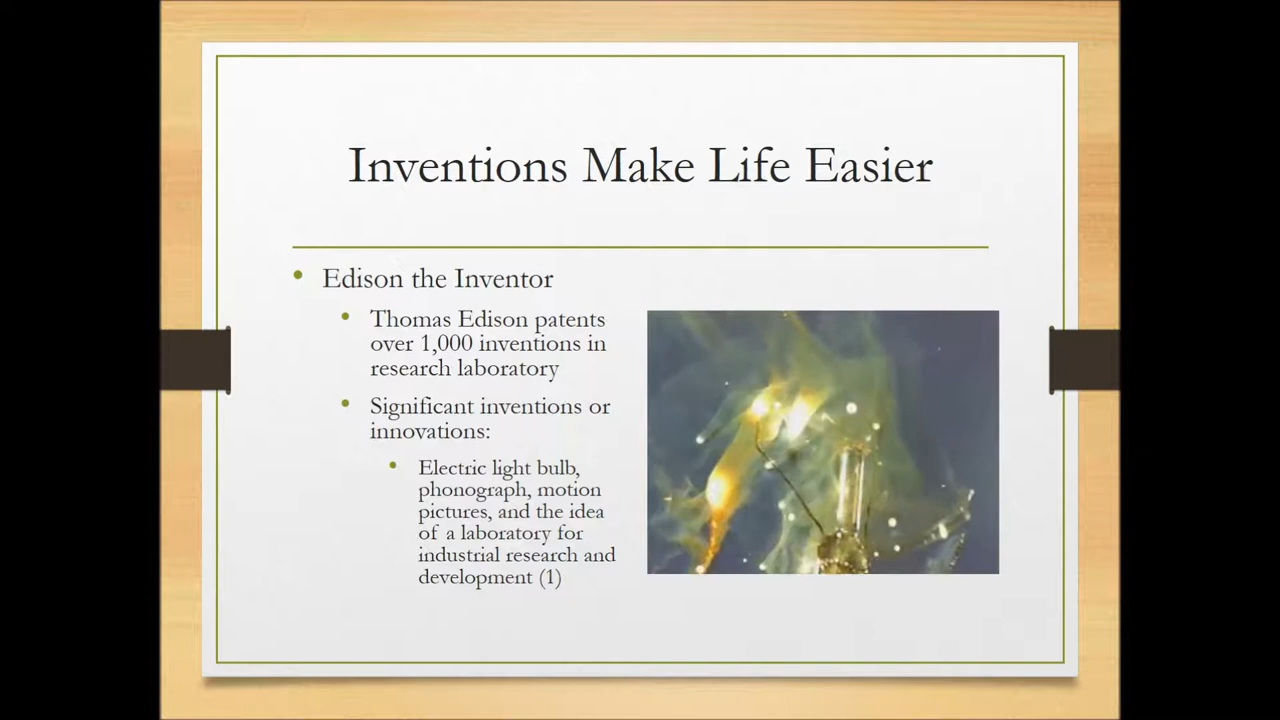 Inventions Make Life Easier
• Edison the Inventor
• Thomas Edison patents
over 1,000 inventions in
research laboratory
• Significant inventions or
innovations:
• Electric light bulb,
phonograph, motion
pictures, and the idea
of a laboratory for
industrial research and
development (1)